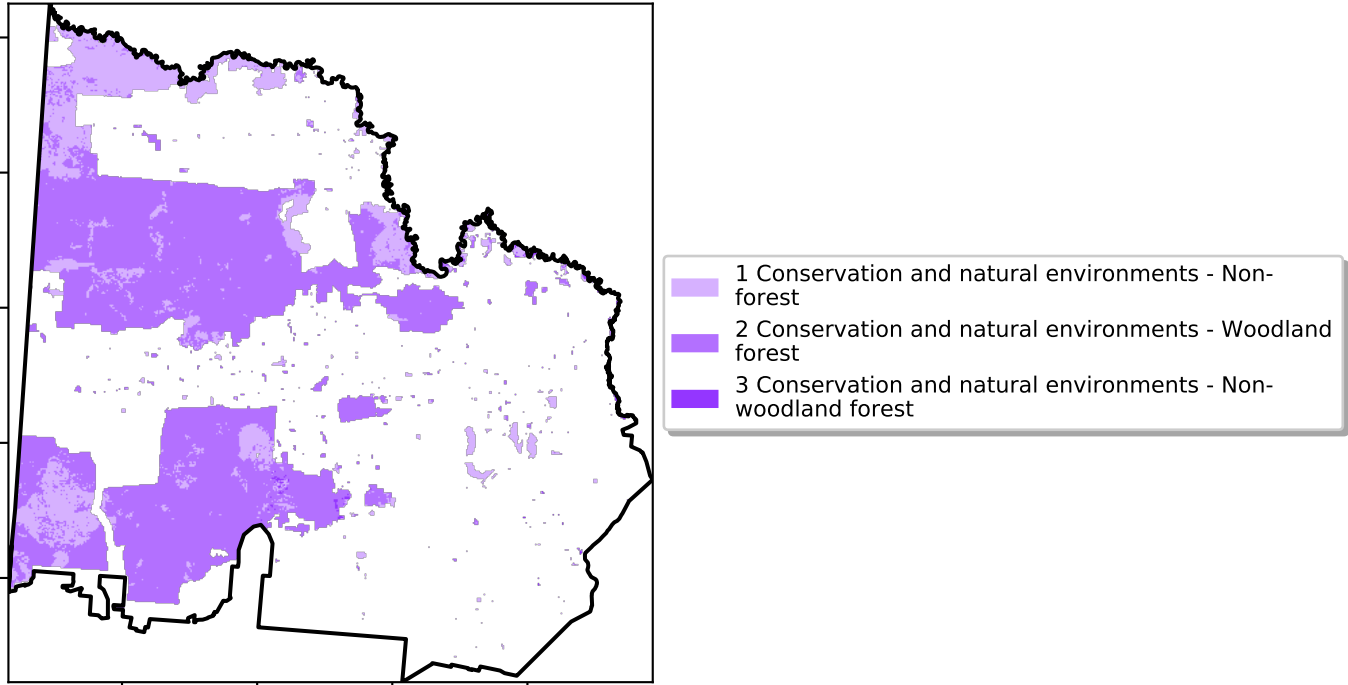 1 Conservation and natural environments - Non-
forest
2 Conservation and natural environments - Woodland
forest
3 Conservation and natural environments - Non-
woodland forest